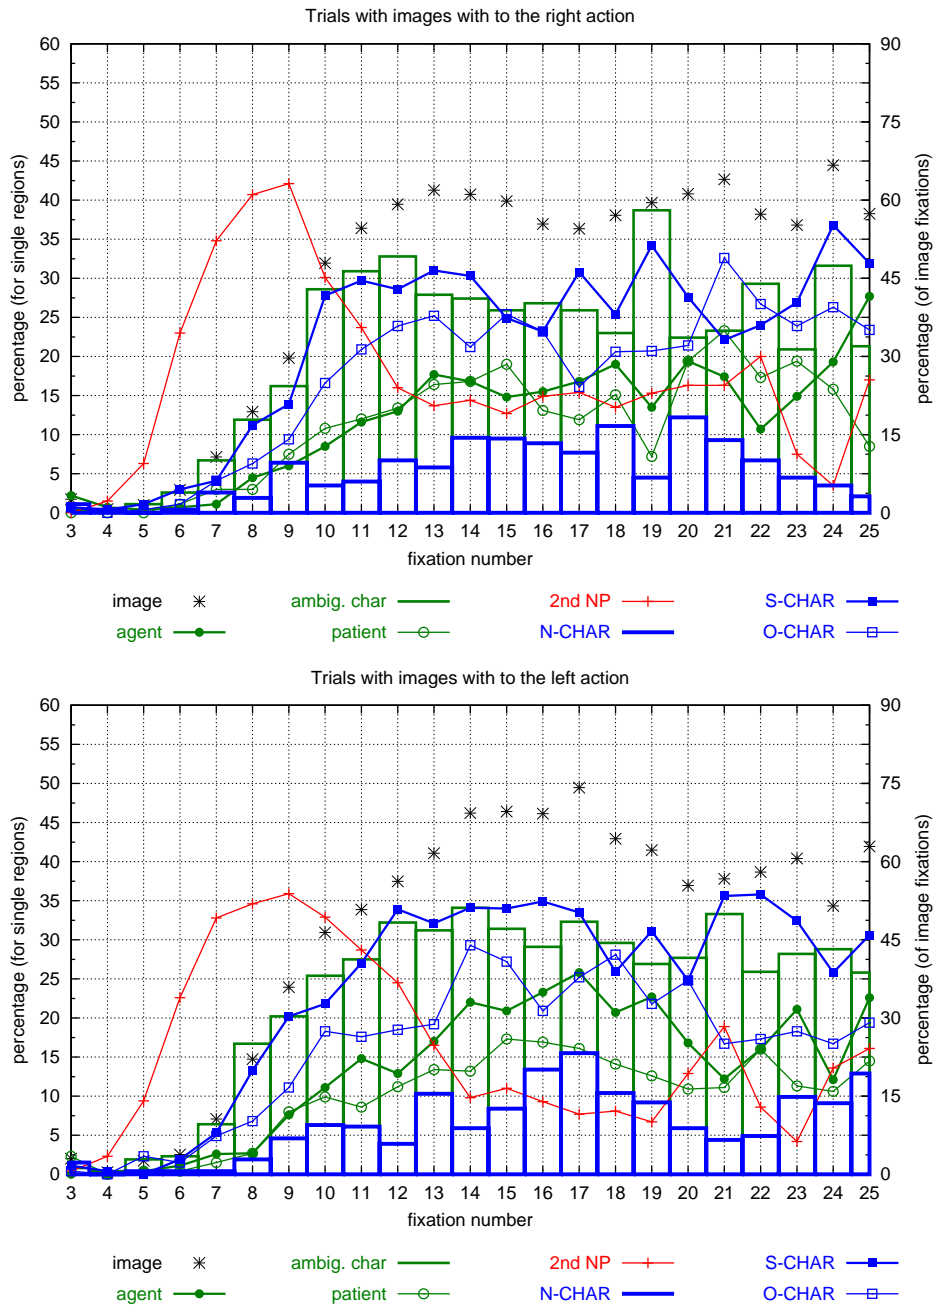 Trials with images with to the right action
60 90
55
50 75
45
40 60
35
30 45
25
20 30
15
10 15
5
0 0
percentage (for single regions)
percentage (of image fixations)
3 4 5 6 7 8 9 10 11 12 13 14 15 16 17 18 19 20 21 22 23 24 25
fixation number
image ambig. char 2nd NP S-CHAR
agent patient N-CHAR O-CHAR
Trials with images with to the left action
60 90
55
50 75
45
40 60
35
30 45
25
20 30
15
10 15
5
0 0
percentage (for single regions)
percentage (of image fixations)
3 4 5 6 7 8 9 10 11 12 13 14 15 16 17 18 19 20 21 22 23 24 25
fixation number
image ambig. char 2nd NP S-CHAR
agent patient N-CHAR O-CHAR